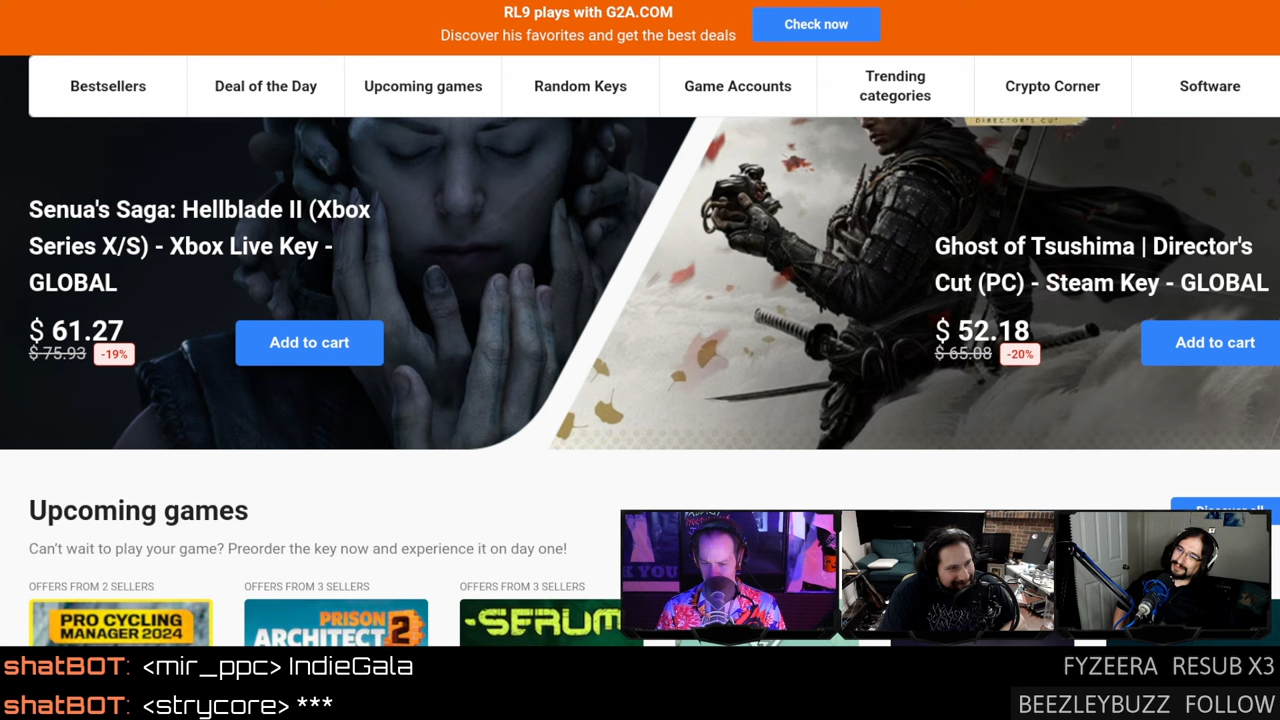 RL9 plays with G2A.COM
Discover his favorites and get the best deals
Check now
Bestsellers
Deal of the Day
Upcoming games
Random Keys
Game Accounts
Trending
categories
Crypto Corner
Software
DIRECTOR'S CUT
Senua's Saga: Hellblade II (Xbox
Series X/S) - Xbox Live Key -
GLOBAL
$ 61.27
$ 75.93 -19%
Add to cart
Ghost of Tsushima | Director's
Cut (PC) - Steam Key - GLOBAL
$ 52.18
$ 65.08 -20%
Add to cart
Upcoming games
Discover all
Can't wait to play your game? Preorder the key now and experience it on day one!
OFFERS FROM 2 SELLERS
OFFERS FROM 3 SELLERS
OFFERS FROM 3 SELLERS
PRO CYCLING
MANAGER 2024
PRISON
ARCHITECT 2
-SERUM
K YOU
shatBOT: <mir_ppc> IndieGala
shatBOT: <strycore> ***
FYZEERA RESUB X3
BEEZLEYBUZZ FOLLOW